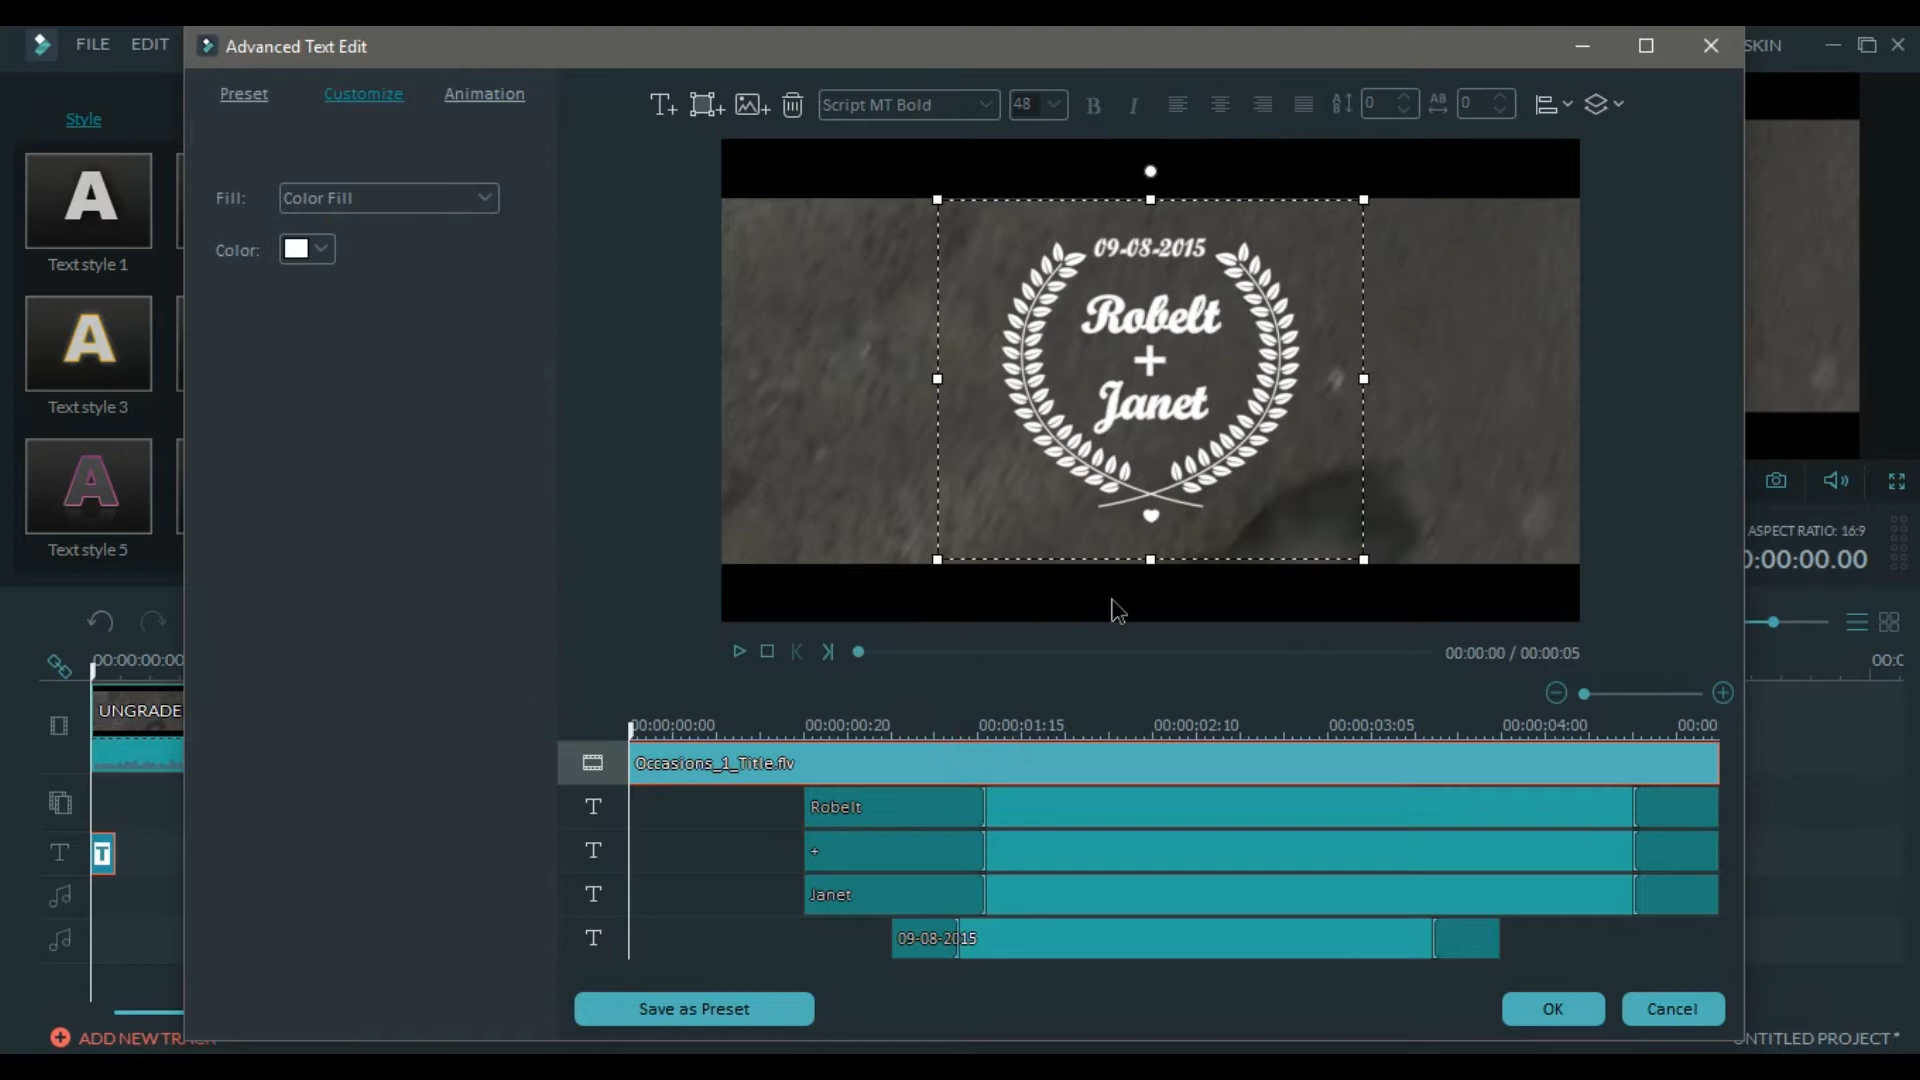 FILE
EDIT
Advanced Text Edit
SKIN
Preset
Customize
Animation
Script MT Bold
48
B
I
0
AB
0
Style
A
Text style 1
A
Text style 3
A
Text style 5
Fill:
Color Fill
Color:
09-08-2015
Robelt
+
Janet
ASPECT RATIO: 16:9
0:00:00.00
00:00:00 / 00:00:05
00:00:00:00
00:0
UNGRADE
00:00:00:00
00:00:00:20
00:00:01:15
00:00:02:10
00:00:03:05
00:00:04:00
00:00
Occasions_1_Title.flv
T
Robelt
T
+
T
Janet
T
09-08-2015
T
T
Save as Preset
OK
Cancel
ADD NEW TRACK
UNTITLED PROJECT *